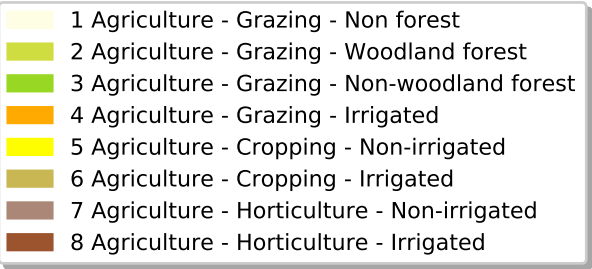 1 Agriculture - Grazing - Non forest
2 Agriculture - Grazing - Woodland forest
3 Agriculture - Grazing - Non-woodland forest
4 Agriculture - Grazing - Irrigated
5 Agriculture - Cropping - Non-irrigated
6 Agriculture - Cropping - Irrigated
7 Agriculture - Horticulture - Non-irrigated
8 Agriculture - Horticulture - Irrigated